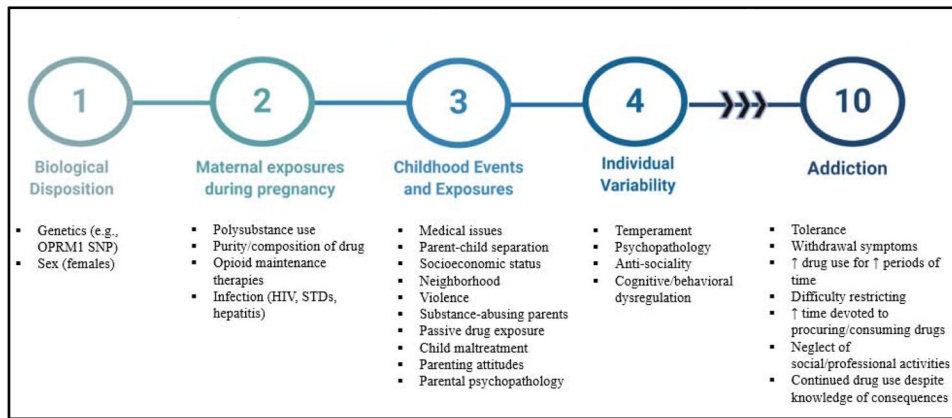 1
Biological
Disposition
▪ Genetics (e.g.,
OPRM1 SNP)
▪ Sex (females)
2
Maternal exposures
during pregnancy
▪ Polysubstance use
▪ Purity/composition of drug
▪ Opioid maintenance
therapies
▪ Infection (HIV, STDs,
hepatitis)
3
Childhood Events
and Exposures
▪ Medical issues
▪ Parent-child separation
▪ Socioeconomic status
▪ Neighborhood
▪ Violence
▪ Substance-abusing parents
▪ Passive drug exposure
▪ Child maltreatment
▪ Parenting attitudes
▪ Parental psychopathology
4
Individual
Variability
▪ Temperament
▪ Psychopathology
▪ Anti-sociality
▪ Cognitive/behavioral
dysregulation
10
Addiction
▪ Tolerance
▪ Withdrawal symptoms
▪ ↑ drug use for ↑ periods of
time
▪ Difficulty restricting
▪ ↑ time devoted to
procuring/consuming drugs
▪ Neglect of
social/professional activities
▪ Continued drug use despite
knowledge of consequences